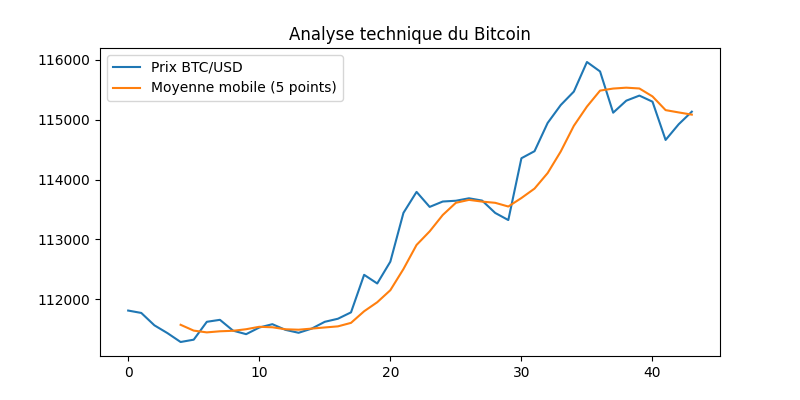 Analyse technique du Bitcoin
Prix BTC/USD
Moyenne mobile (5 points)
116000
115000
114000
113000
112000
0 10 20 30 40